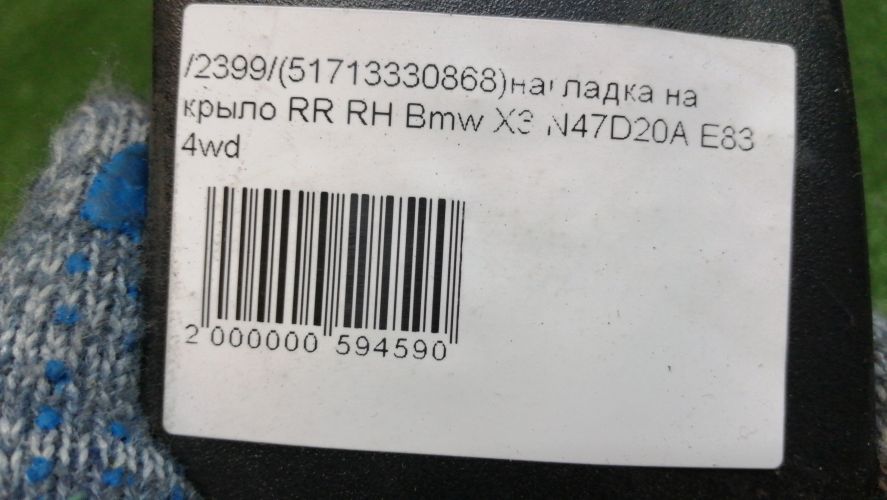 /2399/(51713330868)накладка на
крыло RR RH Bmw X3 N47D20A E83
4wd
2 000000 594590